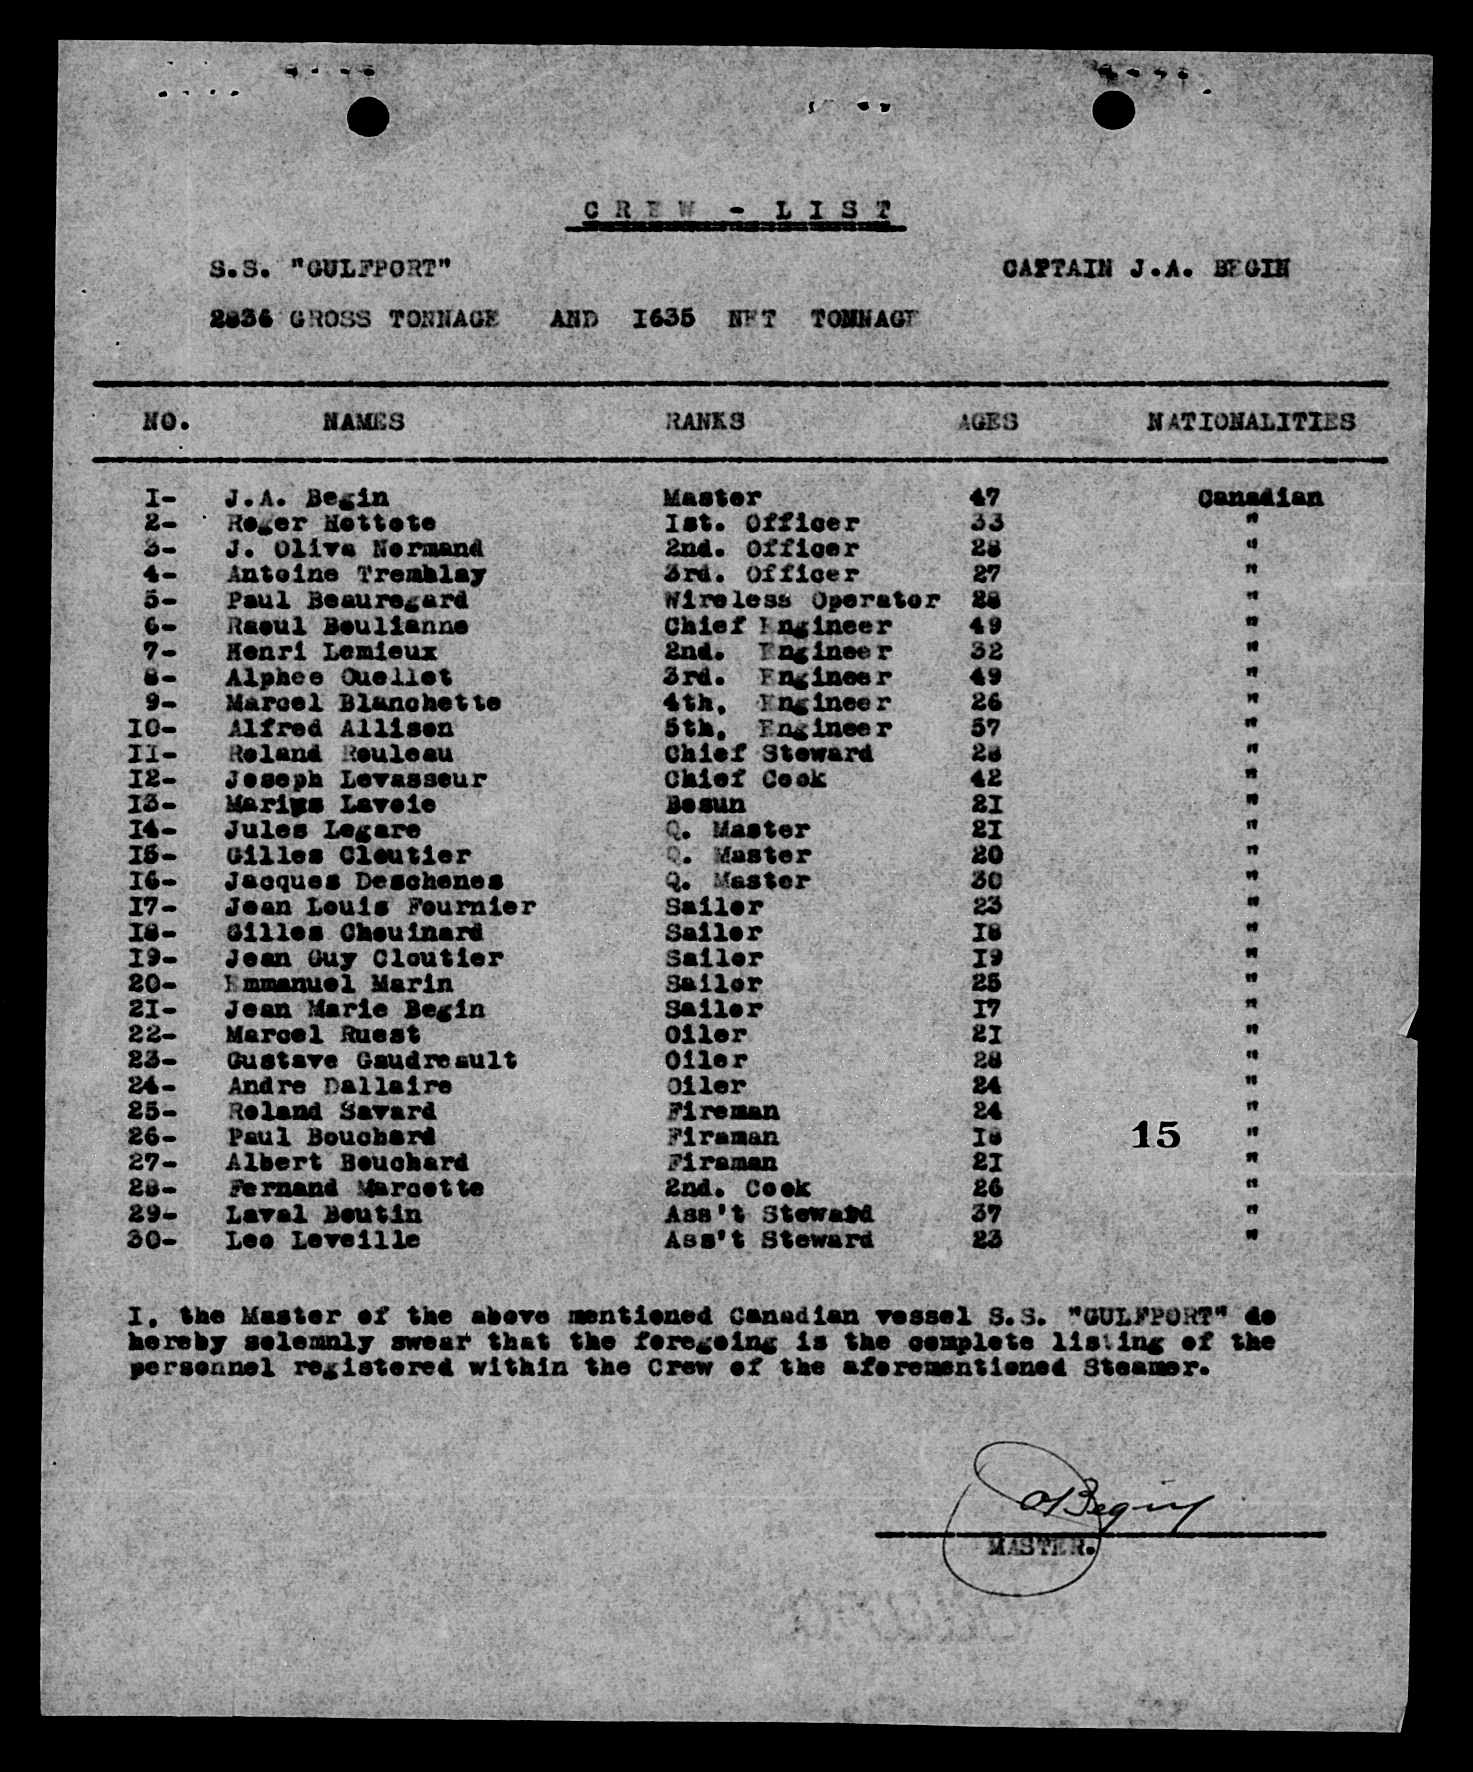 C R E W - L I S T
S.S. "GULFPORT" CAPTAIN J.A. BEGIN
2836 GROSS TONNAGE AND I635 NET TONNAGE
NO. NAMES RANKS AGES NATIONALITIES
I- J.A. Begin Master 47 Canadian
2- Roger Hottote Ist. Officer 33 "
3- J. Oliva Normand 2nd. Officer 28 "
4- Antoine Tremblay 3rd. Officer 27 "
5- Paul Beauregard Wireless Operator 28 "
6- Raoul Boulianne Chief Engineer 49 "
7- Henri Lemieux 2nd. Engineer 32 "
8- Alphee Ouellet 3rd. Engineer 49 "
9- Marcel Blanchette 4th, Engineer 26 "
I0- Alfred Allison 5th, Engineer 57 "
II- Roland Rouleau Chief Steward 28 "
I2- Joseph Levasseur Chief Cook 42 "
I3- Marius Lavoie Bosun 2I "
I4- Jules Legare Q. Master 2I "
I5- Gilles Cloutier Q. Master 20 "
I6- Jacques Deschenes Q. Master 30 "
I7- Jean Louis Fournier Sailor 23 "
I8- Gilles Chouinard Sailor I8 "
I9- Jean Guy Cloutier Sailor I9 "
20- Emmanuel Marin Sailor 25 "
2I- Jean Marie Begin Sailor I7 "
22- Marcel Ruest Oiler 2I "
23- Gustave Gaudreault Oiler 28 "
24- Andre Dallaire Oiler 24 "
25- Roland Savard Fireman 24 "
26- Paul Bouchard Fireman I8 15 "
27- Albert Bouchard Fireman 2I "
28- Fernand Marcotte 2nd. Cook 26 "
29- Laval Boutin Ass't Steward 37 "
30- Leo Leveille Ass't Steward 23 "
I, the Master of the above mentioned Canadian vessel S.S. "GULFPORT" do
hereby solemnly swear that the foregoing is the complete listing of the
personnel registered within the Crew of the aforementioned Steamer.
Begin
MASTER.